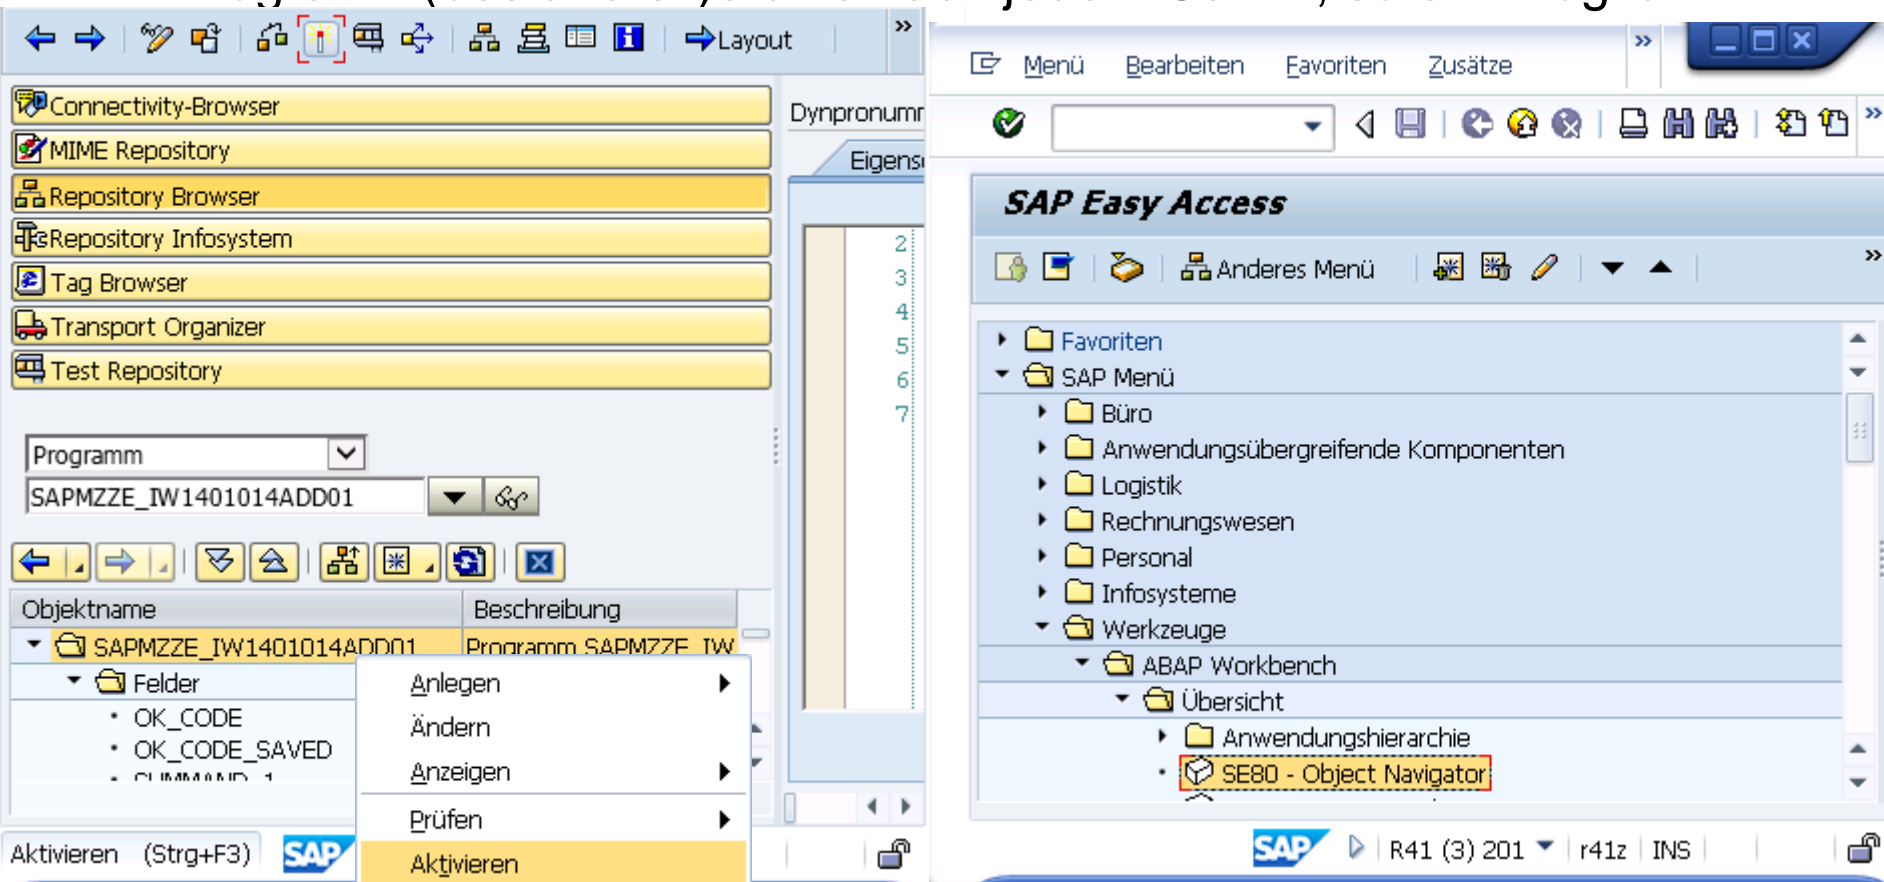 Layout
»
Connectivity-Browser
MIME Repository
Repository Browser
Repository Infosystem
Tag Browser
Transport Organizer
Test Repository
Programm
SAPMZZE_IW1401014ADD01
Objektname Beschreibung
SAPMZZE_IW1401014ADD01 Programm SAPMZZE_IW
Felder
OK_CODE
OK_CODE_SAVED
Anlegen
Ändern
Anzeigen
Prüfen
Aktivieren
Aktivieren (Strg+F3) SAP
Dynpronumm
Eigens
2
3
4
5
6
7
Menü Bearbeiten Favoriten Zusätze »
»
SAP Easy Access
Anderes Menü »
Favoriten
SAP Menü
Büro
Anwendungsübergreifende Komponenten
Logistik
Rechnungswesen
Personal
Infosysteme
Werkzeuge
ABAP Workbench
Übersicht
Anwendungshierarchie
SE80 - Object Navigator
SAP R41 (3) 201 r41z INS